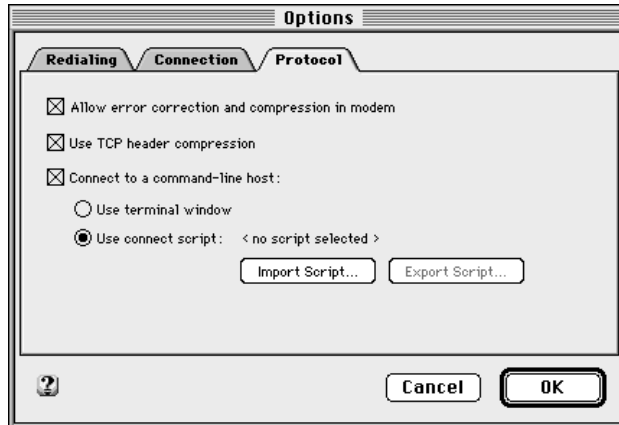 Options
Redialing Connection Protocol
Allow error correction and compression in modem
Use TCP header compression
Connect to a command-line host:
Use terminal window
Use connect script: < no script selected >
Import Script... Export Script...
? Cancel OK